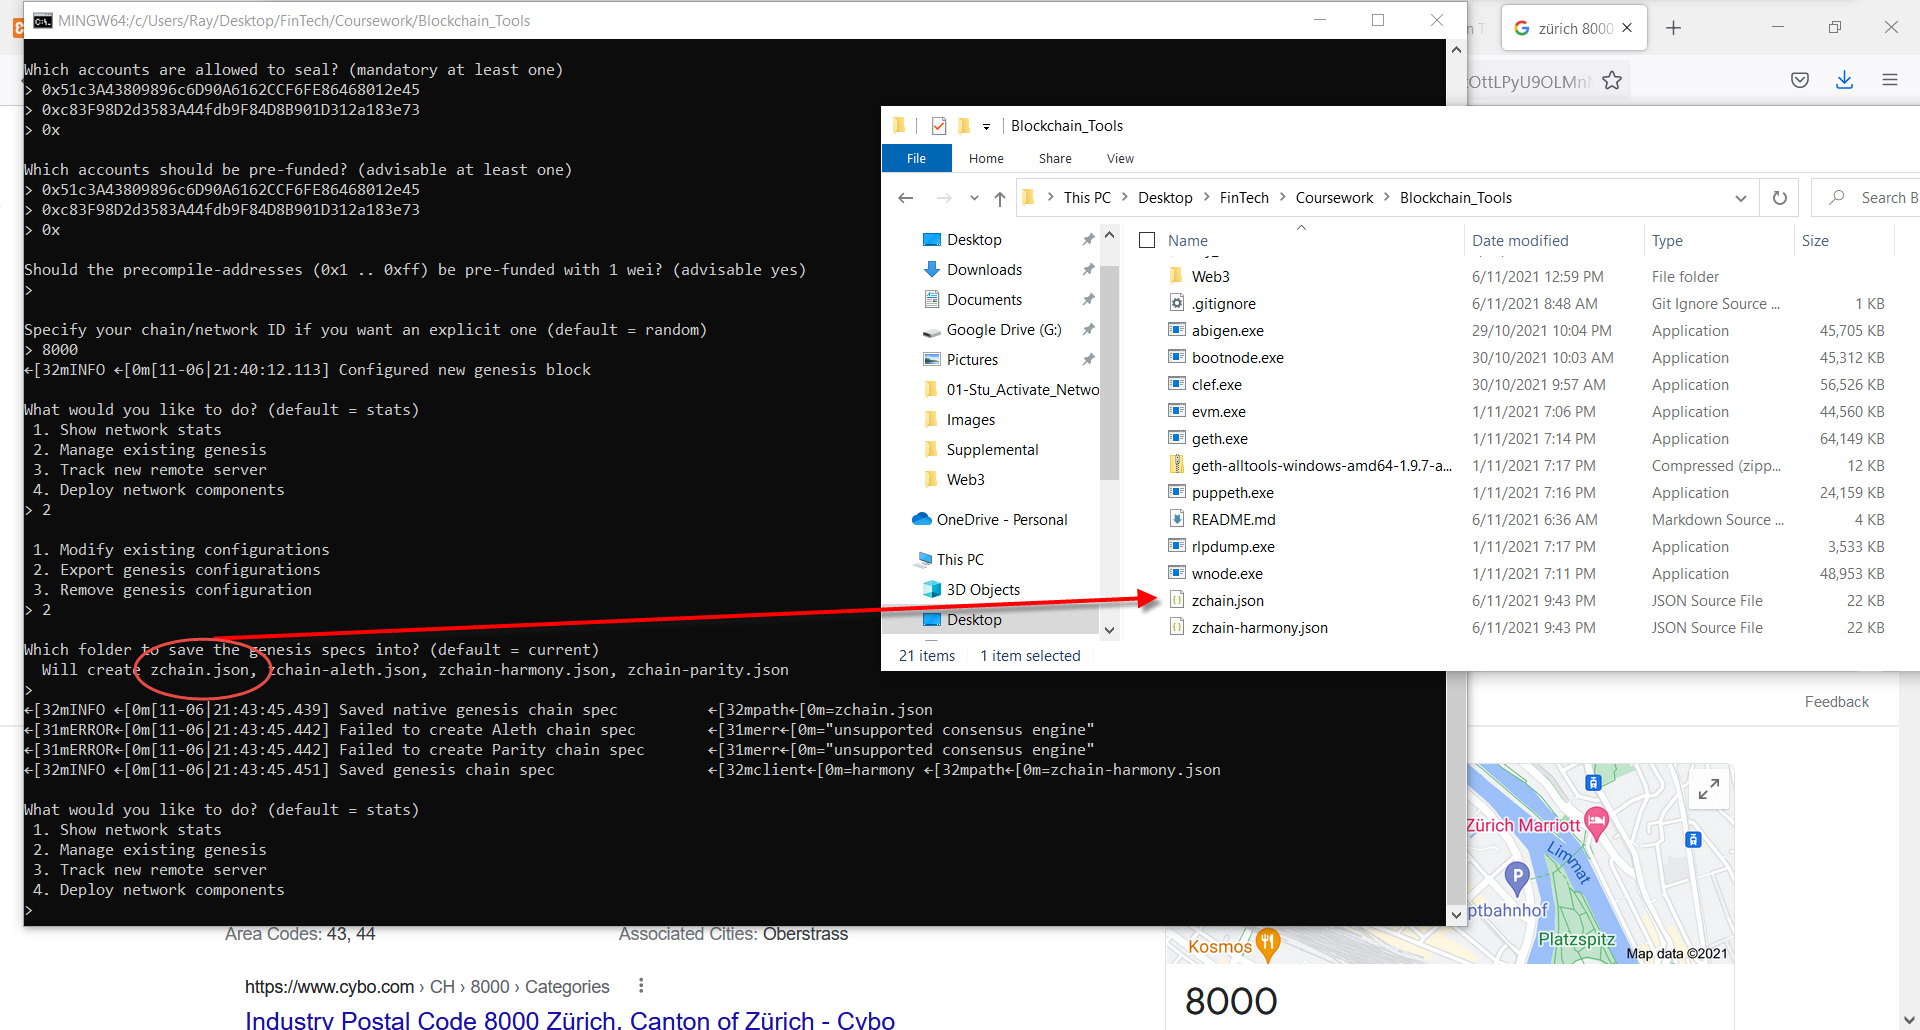 MINGW64:/c/Users/Ray/Desktop/FinTech/Coursework/Blockchain_Tools
Which accounts are allowed to seal? (mandatory at least one)
> 0x51c3A43809896c6D90A6162CCF6FE86468012e45
> 0xc83F98D2d3583A44fdb9F84D8B901D312a183e73
> 0x
Which accounts should be pre-funded? (advisable at least one)
> 0x51c3A43809896c6D90A6162CCF6FE86468012e45
> 0xc83F98D2d3583A44fdb9F84D8B901D312a183e73
> 0x
Should the precompile-addresses (0x1 .. 0xff) be pre-funded with 1 wei? (advisable yes)
>
Specify your chain/network ID if you want an explicit one (default = random)
> 8000
←[32mINFO ←[0m[11-06|21:40:12.113] Configured new genesis block
What would you like to do? (default = stats)
1. Show network stats
2. Manage existing genesis
3. Track new remote server
4. Deploy network components
> 2
1. Modify existing configurations
2. Export genesis configurations
3. Remove genesis configuration
> 2
Which folder to save the genesis specs into? (default = current)
Will create zchain.json, zchain-aleth.json, zchain-harmony.json, zchain-parity.json
>
←[32mINFO ←[0m[11-06|21:43:45.439] Saved native genesis chain spec ←[32mpath←[0m=zchain.json
←[31mERROR←[0m[11-06|21:43:45.442] Failed to create Aleth chain spec ←[31merr←[0m="unsupported consensus engine"
←[31mERROR←[0m[11-06|21:43:45.442] Failed to create Parity chain spec ←[31merr←[0m="unsupported consensus engine"
←[32mINFO ←[0m[11-06|21:43:45.451] Saved genesis chain spec ←[32mclient←[0m=harmony ←[32mpath←[0m=zchain-harmony.json
What would you like to do? (default = stats)
1. Show network stats
2. Manage existing genesis
3. Track new remote server
4. Deploy network components
>
zürich 8000
OttLPyU9OLMn
Blockchain_Tools
File Home Share View
This PC > Desktop > FinTech > Coursework > Blockchain_Tools
Search B
Desktop
Downloads
Documents
Google Drive (G:)
Pictures
01-Stu_Activate_Netwo
Images
Supplemental
Web3
OneDrive - Personal
This PC
3D Objects
Desktop
Name Date modified Type Size
Web3 6/11/2021 12:59 PM File folder
.gitignore 6/11/2021 8:48 AM Git Ignore Source ... 1 KB
abigen.exe 29/10/2021 10:04 PM Application 45,705 KB
bootnode.exe 30/10/2021 10:03 AM Application 45,312 KB
clef.exe 30/10/2021 9:57 AM Application 56,526 KB
evm.exe 1/11/2021 7:06 PM Application 44,560 KB
geth.exe 1/11/2021 7:14 PM Application 64,149 KB
geth-alltools-windows-amd64-1.9.7-a... 1/11/2021 7:17 PM Compressed (zipp... 12 KB
puppeth.exe 1/11/2021 7:16 PM Application 24,159 KB
README.md 6/11/2021 6:36 AM Markdown Source ... 4 KB
rlpdump.exe 1/11/2021 7:17 PM Application 3,533 KB
wnode.exe 1/11/2021 7:11 PM Application 48,953 KB
zchain.json 6/11/2021 9:43 PM JSON Source File 22 KB
zchain-harmony.json 6/11/2021 9:43 PM JSON Source File 22 KB
21 items 1 item selected
Feedback
Zürich Marriott
Limmat
P
ptbahnhof
Platzspitz
Kosmos
Map data ©2021
8000
Area Codes: 43, 44 Associated Cities: Oberstrass
https://www.cybo.com › CH › 8000 › Categories
Industry Postal Code 8000 Zürich, Canton of Zürich - Cybo